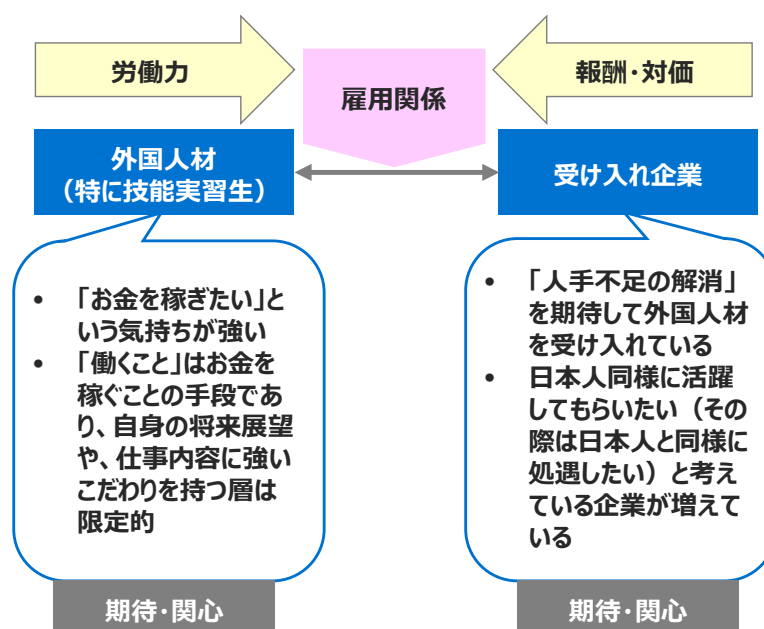 労働力
雇用関係
報酬・対価
外国人材
（特に技能実習生）
受け入れ企業
• 「お金を稼ぎたい」と
いう気持ちが強い
• 「働くこと」はお金を
稼ぐことの手段であ
り、自身の将来展望
や、仕事内容に強い
こだわりを持つ層は
限定的
期待・関心
• 「人手不足の解消」
を期待して外国人材
を受け入れている
• 日本人同様に活躍
してもらいたい（その
際は日本人と同様に
処遇したい）と考え
ている企業が増えて
いる
期待・関心